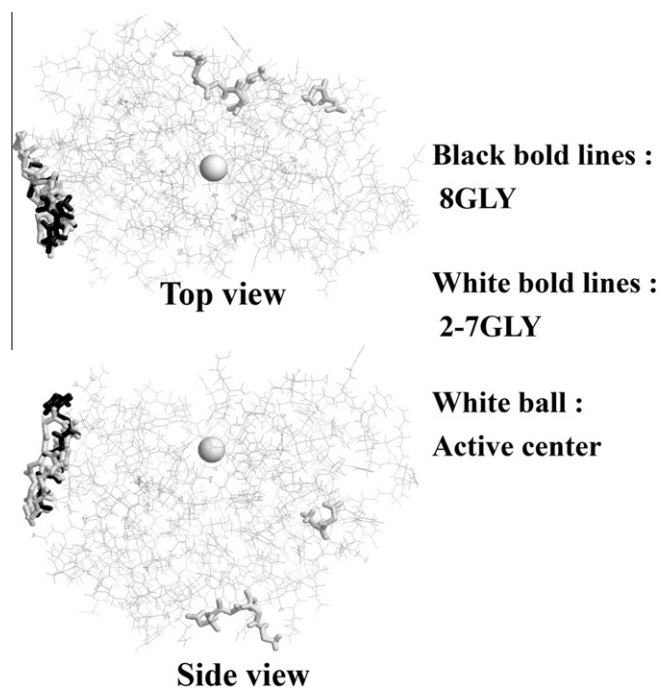 Black bold lines :
8GLY
White bold lines :
2-7GLY
White ball :
Active center
Top view
Side view